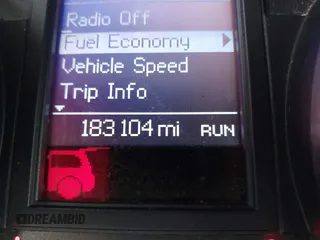 Radio Off
Fuel Economy
Vehicle Speed
Trip Info
183104 mi RUN
DREAMBID